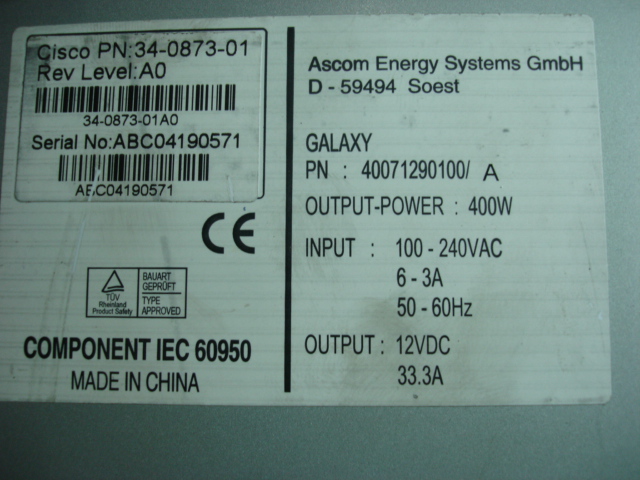 Cisco PN:34-0873-01
Rev Level:A0
34-0873-01A0
Serial No:ABC04190571
ABC04190571
CE
TÜV
Rheinland
Product Safety
BAUART
GEPRÜFT
TYPE
APPROVED
COMPONENT IEC 60950
MADE IN CHINA
Ascom Energy Systems GmbH
D - 59494 Soest
GALAXY
PN : 40071290100/ A
OUTPUT-POWER : 400W
INPUT : 100 - 240VAC
6 - 3A
50 - 60Hz
OUTPUT : 12VDC
33.3A